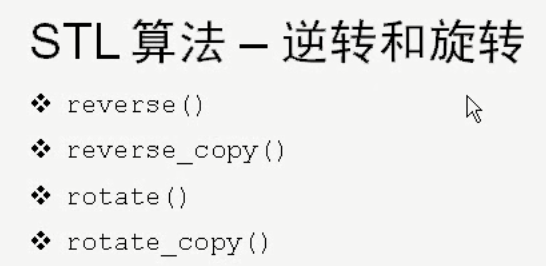 STL 算法 – 逆转和旋转
❖ reverse()
❖ reverse_copy()
❖ rotate()
❖ rotate_copy()